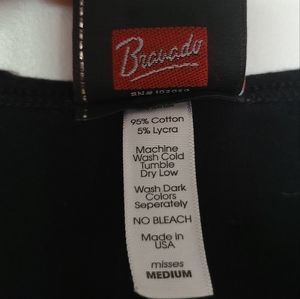 Bravado
95% Cotton
5% Lycra
Machine
Wash Cold
Tumble
Dry Low
Wash Dark
Colors
Seperately
NO BLEACH
Made in
USA
misses
MEDIUM